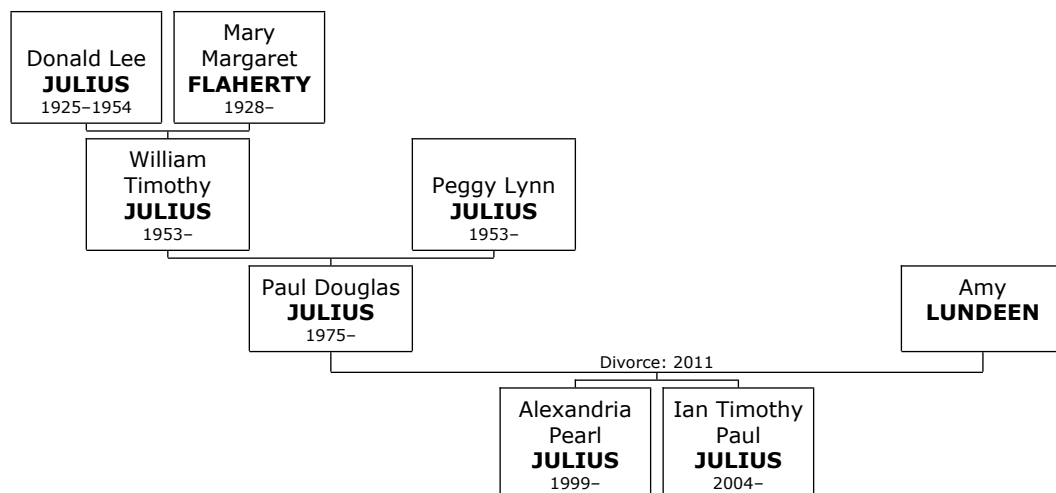 Donald Lee
JULIUS
1925–1954
Mary
Margaret
FLAHERTY
1928–
William
Timothy
JULIUS
1953–
Peggy Lynn
JULIUS
1953–
Paul Douglas
JULIUS
1975–
Amy
LUNDEEN
Divorce: 2011
Alexandria
Pearl
JULIUS
1999–
Ian Timothy
Paul
JULIUS
2004–